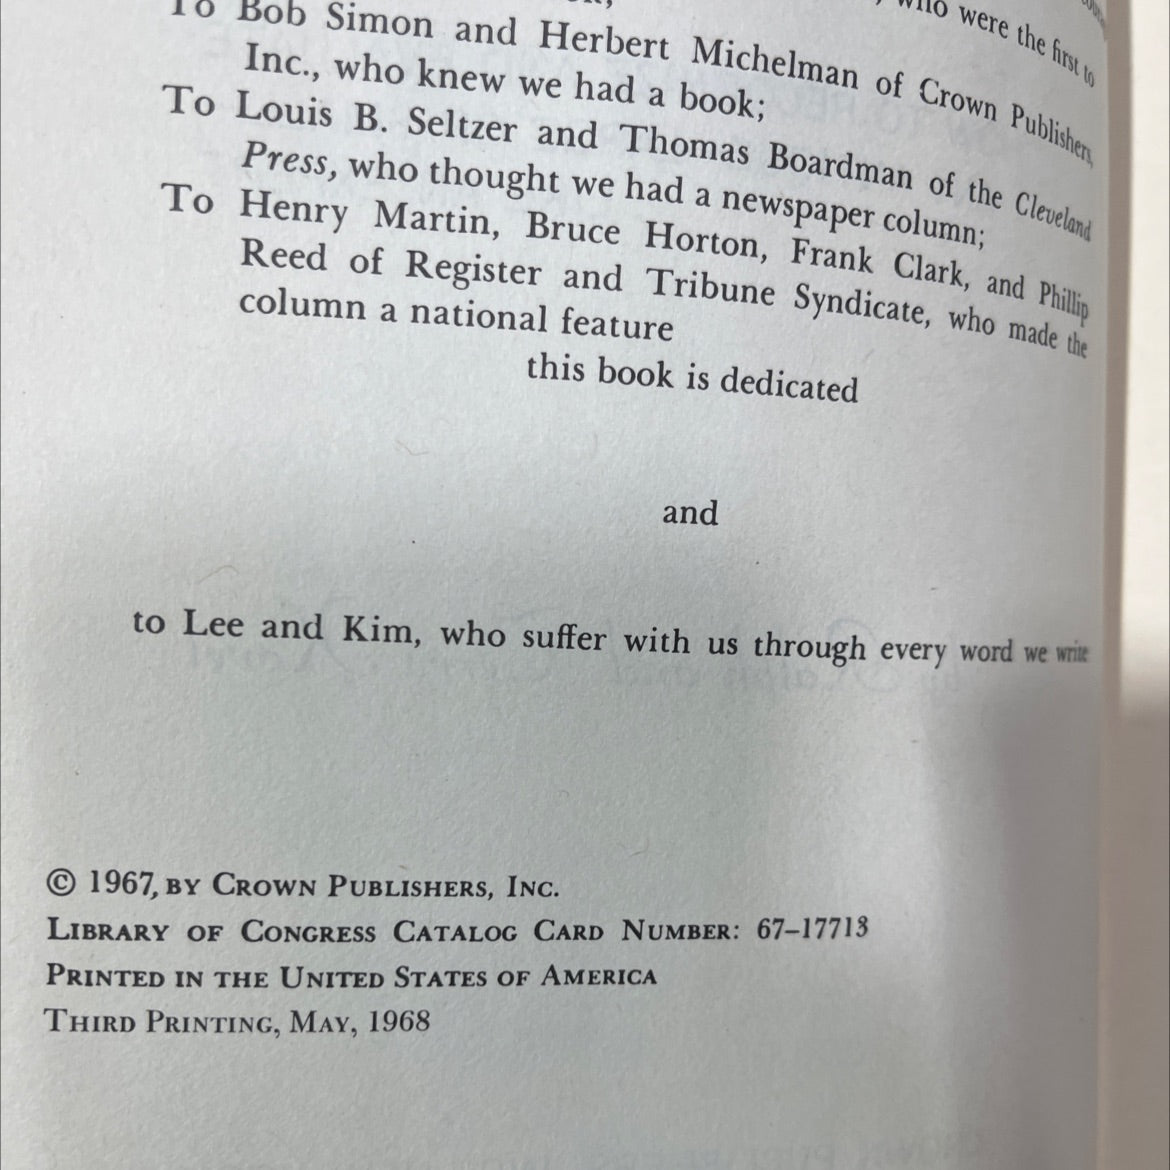 who were the first to
To Bob Simon and Herbert Michelman of Crown Publishers,
Inc., who knew we had a book;
To Louis B. Seltzer and Thomas Boardman of the Cleveland
Press, who thought we had a newspaper column;
To Henry Martin, Bruce Horton, Frank Clark, and Phillip
Reed of Register and Tribune Syndicate, who made the
column a national feature
this book is dedicated
and
to Lee and Kim, who suffer with us through every word we write
© 1967, BY CROWN PUBLISHERS, INC.
LIBRARY OF CONGRESS CATALOG CARD NUMBER: 67–17713
PRINTED IN THE UNITED STATES OF AMERICA
THIRD PRINTING, MAY, 1968